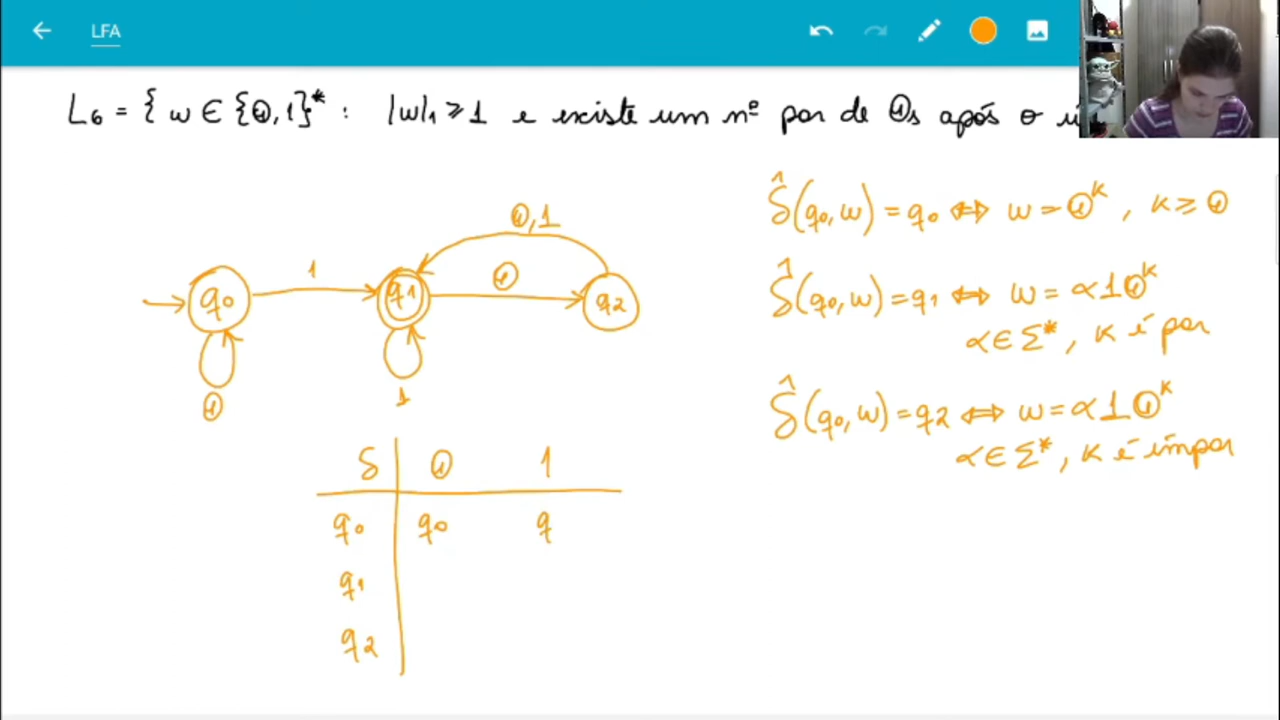 LFA
L6 = { w ∈ {0,1}* : |w|₁ ≥ 1 e existe um nº par de 0s após o ú
δ̂(q0, w) = q0 ⇔ w = 0^k , k ≥ 0
0,1
1
0
q0
q1
q2
0
1
δ̂(q0, w) = q1 ⇔ w = α10^k
α ∈ Σ*, k é par
δ̂(q0, w) = q2 ⇔ w = α10^k
α ∈ Σ*, k é ímpar
δ 0 1
q0 q0 q
q1
q2